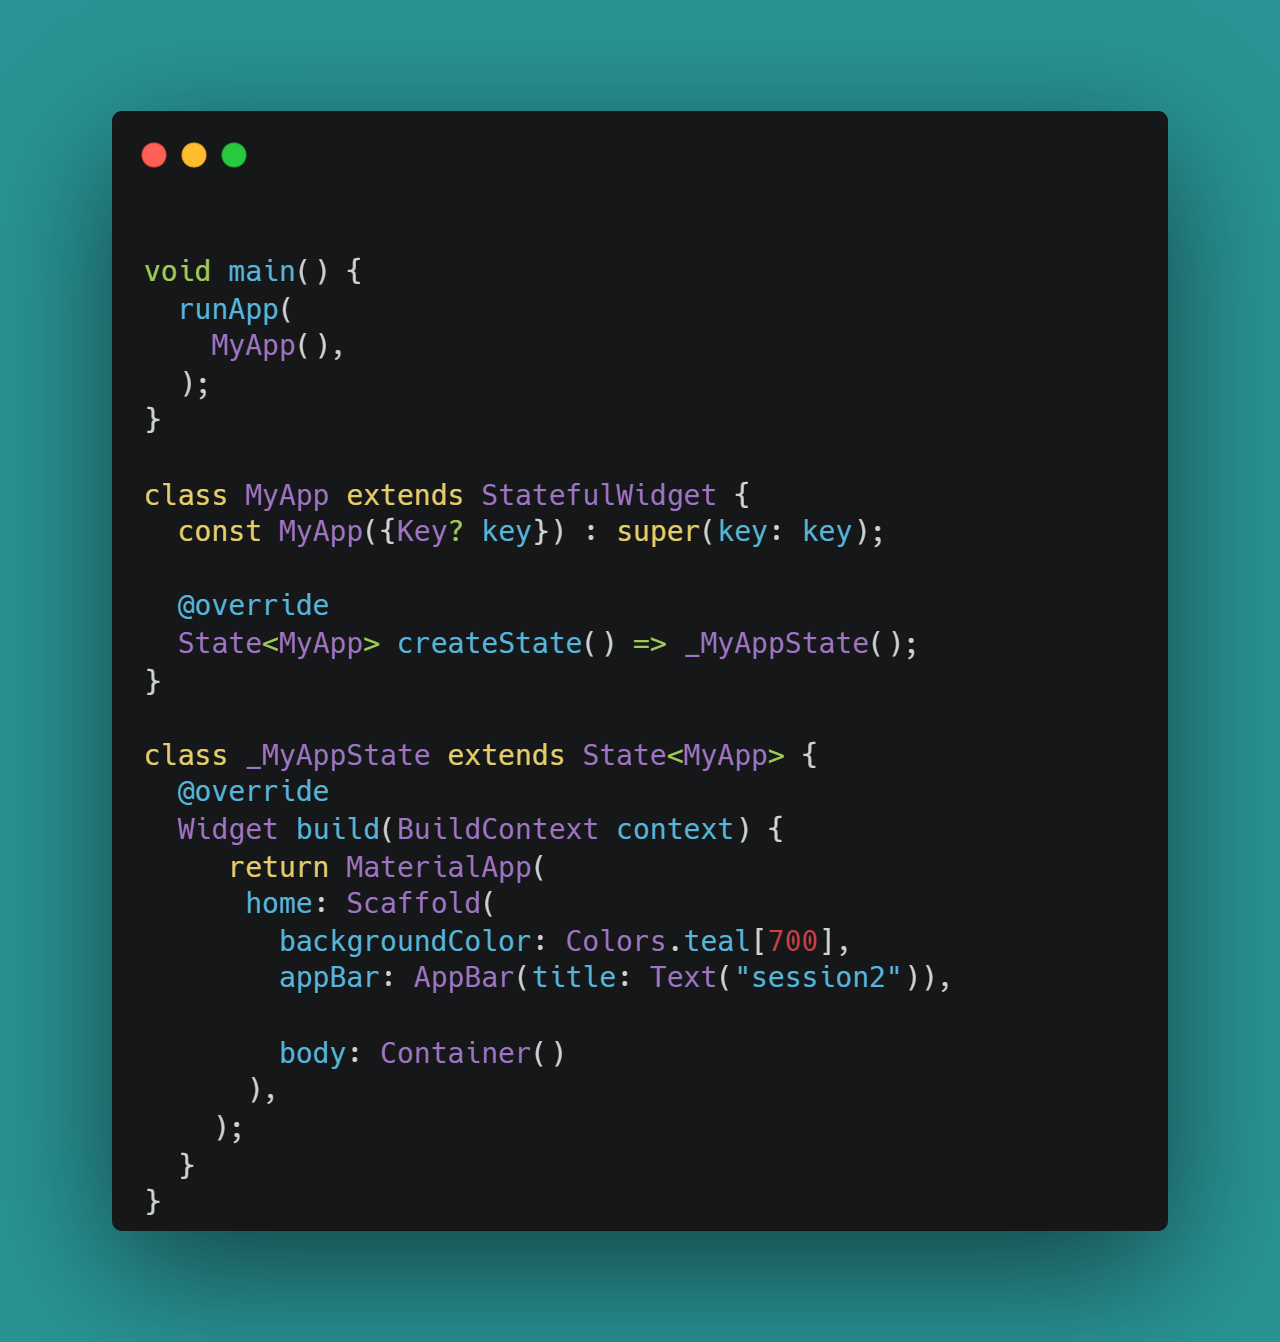 void main() {
  runApp(
    MyApp(),
  );
}

class MyApp extends StatefulWidget {
  const MyApp({Key? key}) : super(key: key);

  @override
  State<MyApp> createState() => _MyAppState();
}

class _MyAppState extends State<MyApp> {
  @override
  Widget build(BuildContext context) {
     return MaterialApp(
      home: Scaffold(
        backgroundColor: Colors.teal[700],
        appBar: AppBar(title: Text("session2")),

        body: Container()
      ),
    );
  }
}